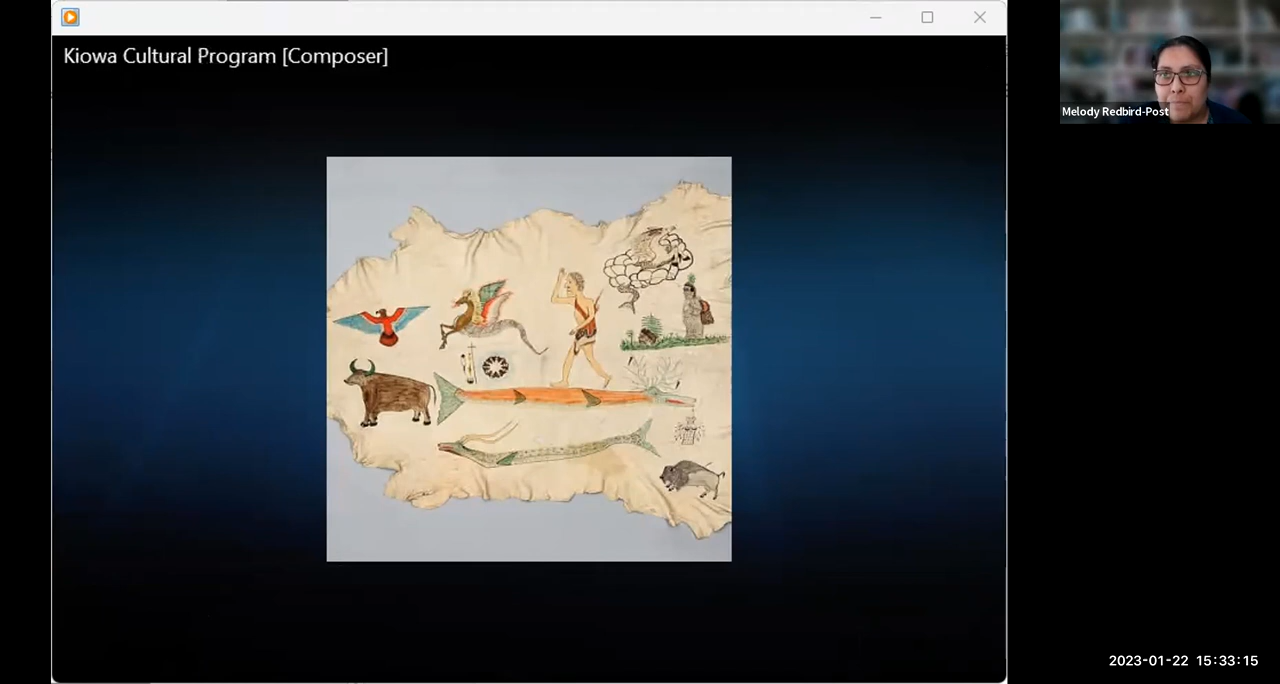 Kiowa Cultural Program [Composer]
Melody Redbird-Post
2023-01-22 15:33:15